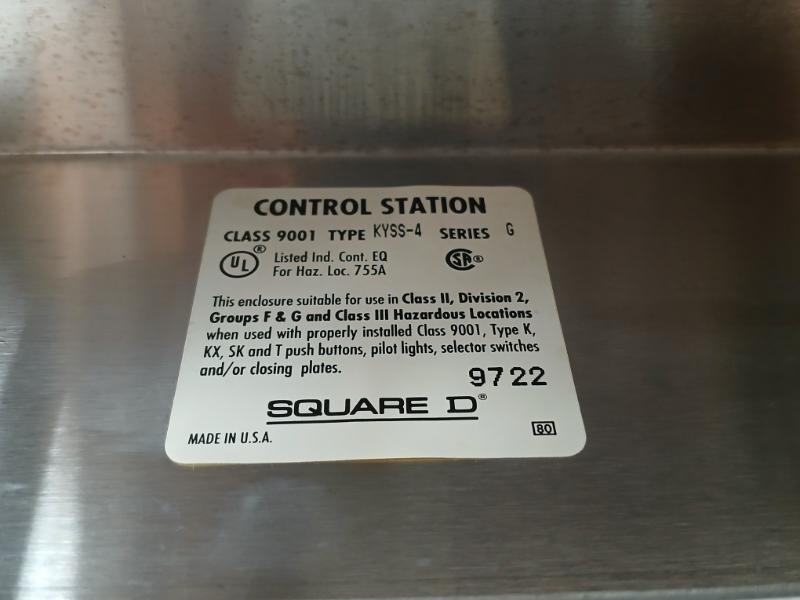 CONTROL STATION
CLASS 9001 TYPE KYSS-4 SERIES G
UL® Listed Ind. Cont. EQ SA®
For Haz. Loc. 755A
This enclosure suitable for use in Class II, Division 2,
Groups F & G and Class III Hazardous Locations
when used with properly installed Class 9001, Type K,
KX, SK and T push buttons, pilot lights, selector switches
and/or closing plates.
9722
SQUARE D®
MADE IN U.S.A.
80